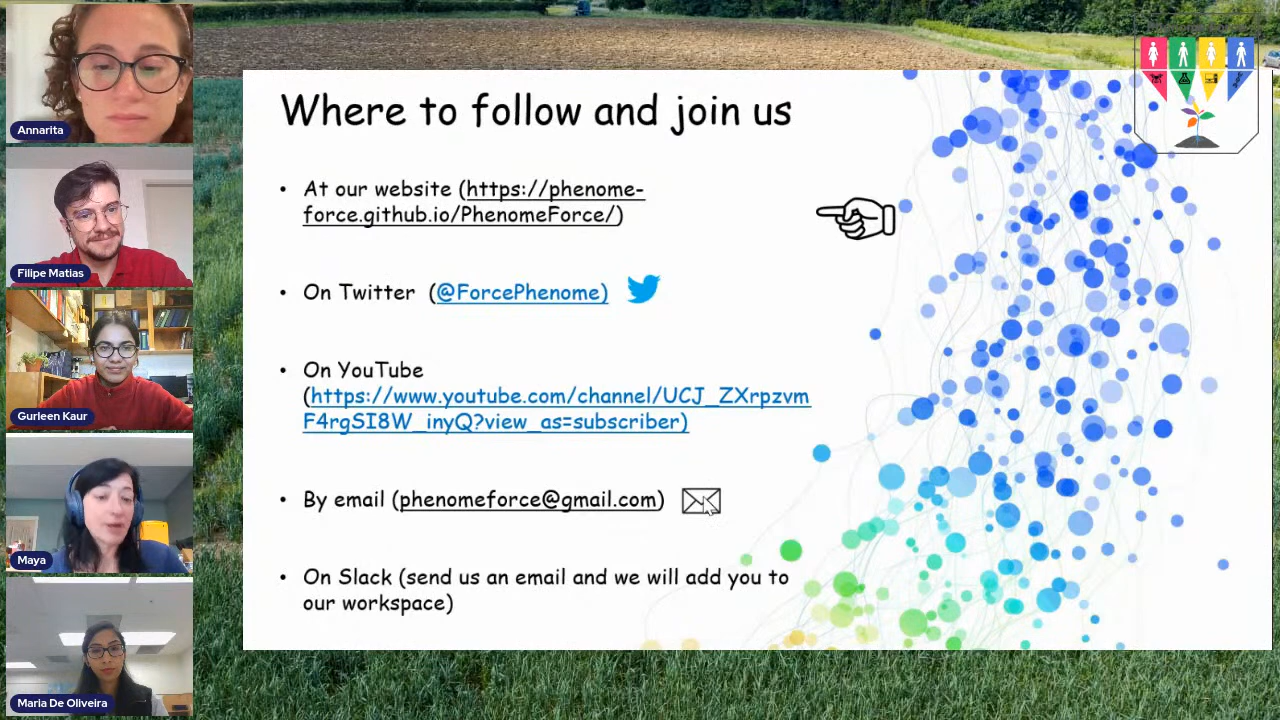 Annarita
Filipe Matias
Gurleen Kaur
Maya
Maria De Oliveira
Where to follow and join us
• At our website (https://phenome-
force.github.io/PhenomeForce/)
• On Twitter (@ForcePhenome)
• On YouTube
(https://www.youtube.com/channel/UCJ_ZXrpzvm
F4rgSI8W_inyQ?view_as=subscriber)
• By email (phenomeforce@gmail.com)
• On Slack (send us an email and we will add you to
our workspace)